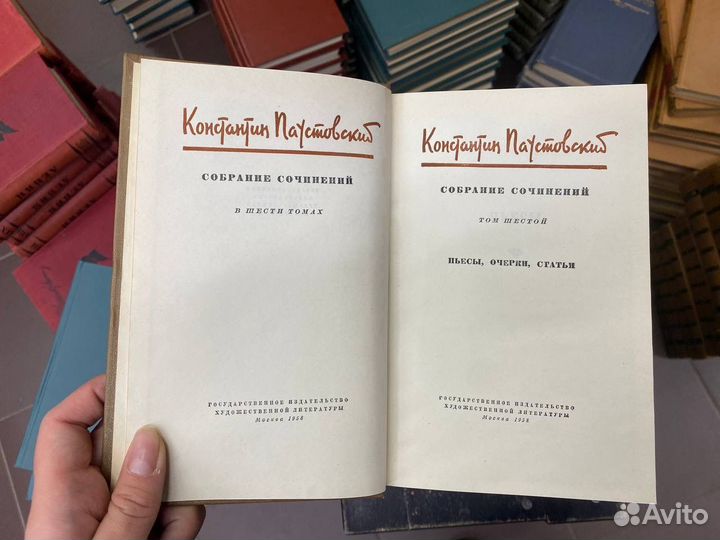 Константин Паустовский
СОБРАНИЕ СОЧИНЕНИЙ
В ШЕСТИ ТОМАХ
ГОСУДАРСТВЕННОЕ ИЗДАТЕЛЬСТВО
ХУДОЖЕСТВЕННОЙ ЛИТЕРАТУРЫ
Москва 1958
Константин Паустовский
СОБРАНИЕ СОЧИНЕНИЙ
ТОМ ШЕСТОЙ
ПЬЕСЫ, ОЧЕРКИ, СТАТЬИ
ГОСУДАРСТВЕННОЕ ИЗДАТЕЛЬСТВО
ХУДОЖЕСТВЕННОЙ ЛИТЕРАТУРЫ
Москва 1958
Avito